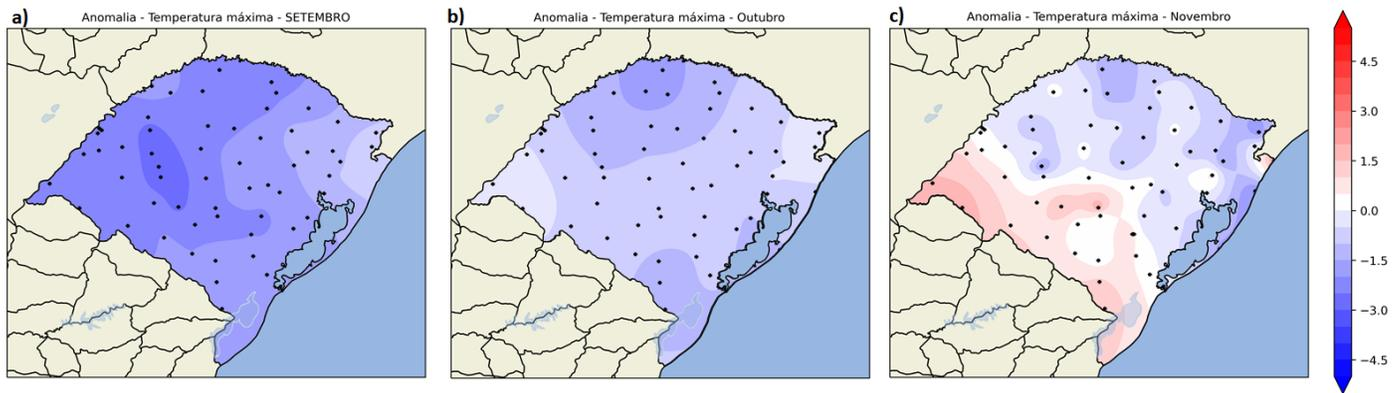 a) Anomalia - Temperatura máxima - SETEMBRO
b) Anomalia - Temperatura máxima - Outubro
c) Anomalia - Temperatura máxima - Novembro
4.5
3.0
1.5
0.0
−1.5
−3.0
−4.5